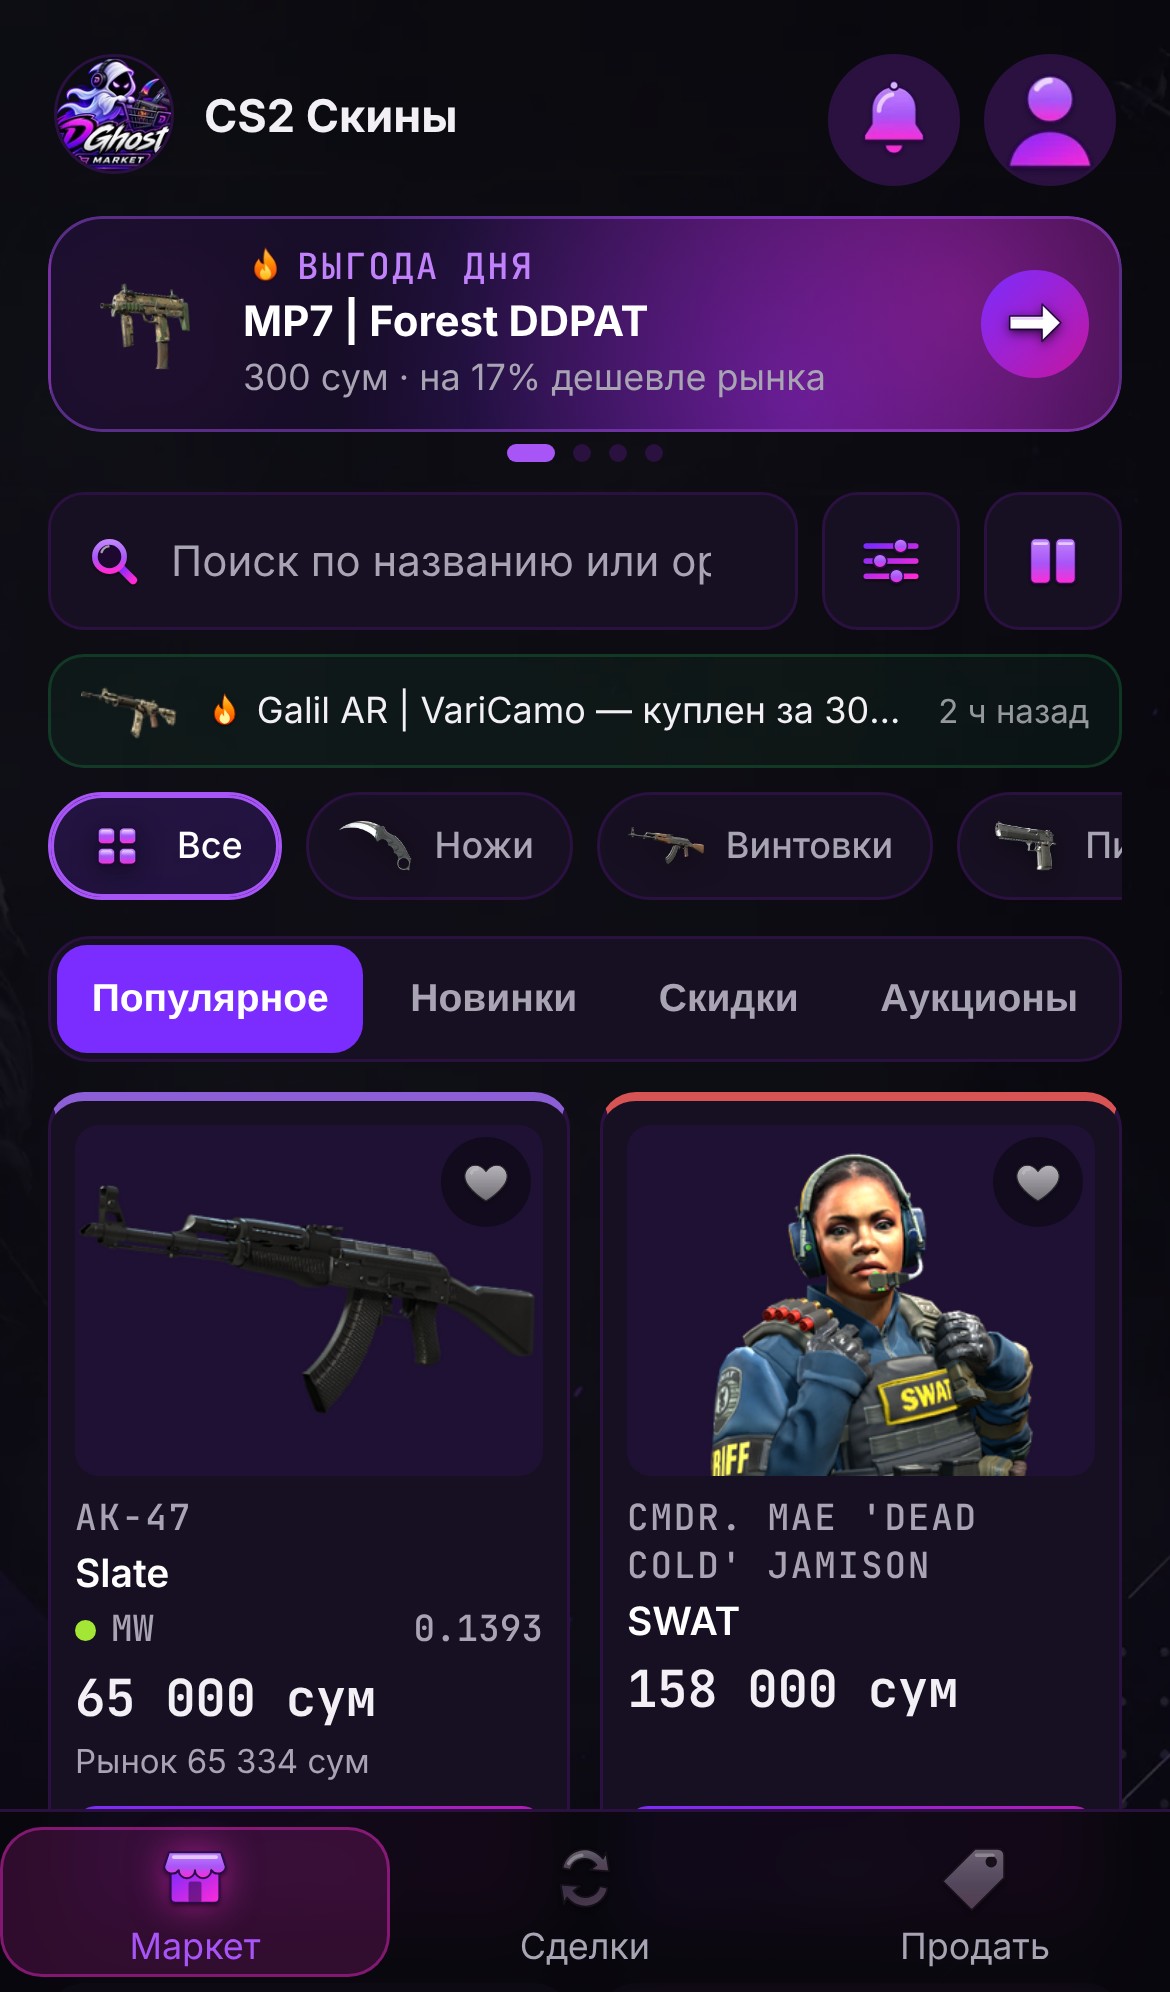 DGhost
MARKET
CS2 Скины
ВЫГОДА ДНЯ
MP7 | Forest DDPAT
300 сум · на 17% дешевле рынка
Поиск по названию или ор
Galil AR | VariCamo — куплен за 30...
2 ч назад
Все
Ножи
Винтовки
Пи
Популярное
Новинки
Скидки
Аукционы
SWAT
RIFF
AK-47
Slate
MW
0.1393
65 000 сум
Рынок 65 334 сум
CMDR. MAE 'DEAD
COLD' JAMISON
SWAT
158 000 сум
Маркет
Сделки
Продать